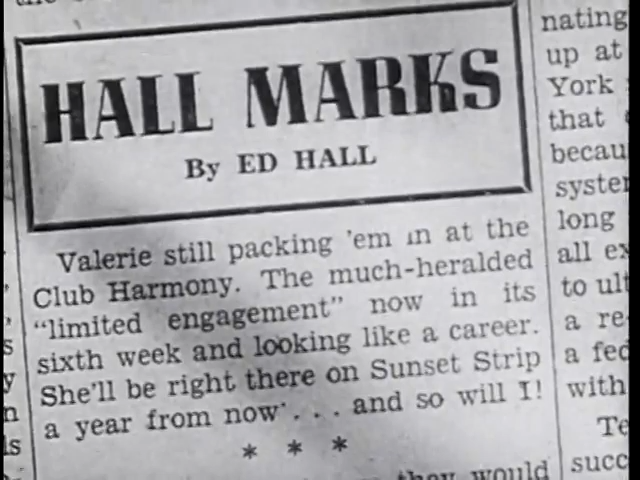 HALL MARKS
By ED HALL
Valerie still packing 'em in at the
Club Harmony. The much-heralded
"limited engagement" now in its
sixth week and looking like a career.
She'll be right there on Sunset Strip
a year from now . . . and so will I!
* * *
they would
nating
up at
York
that
becau
syste
long
all ex
to ult
a re-
a fed
with
Te
succ